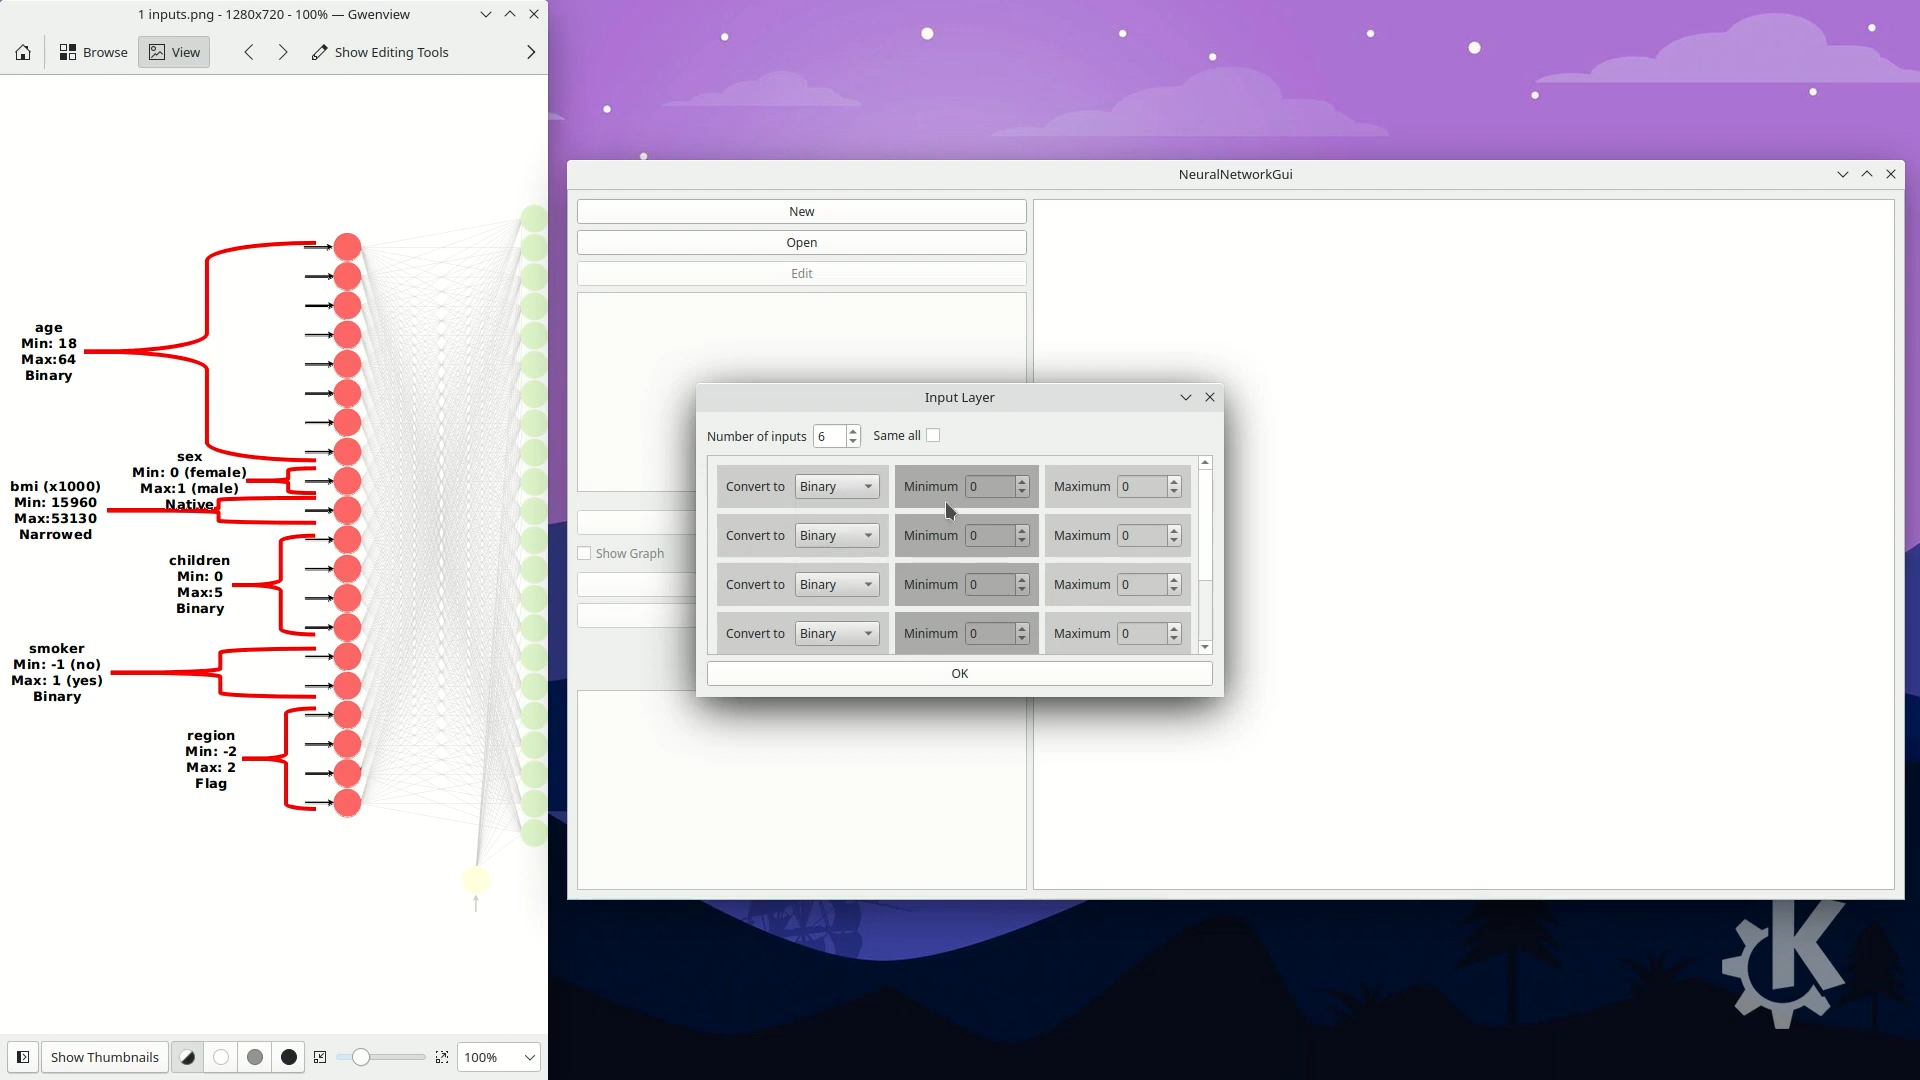 1 inputs.png - 1280x720 - 100% — Gwenview
Browse
View
Show Editing Tools
age
Min: 18
Max:64
Binary
sex
Min: 0 (female)
Max:1 (male)
Native
bmi (x1000)
Min: 15960
Max:53130
Narrowed
children
Min: 0
Max:5
Binary
smoker
Min: -1 (no)
Max: 1 (yes)
Binary
region
Min: -2
Max: 2
Flag
Show Thumbnails
100%
NeuralNetworkGui
New
Open
Edit
Show Graph
Input Layer
Number of inputs 6 Same all
Convert to Binary Minimum 0 Maximum 0
Convert to Binary Minimum 0 Maximum 0
Convert to Binary Minimum 0 Maximum 0
Convert to Binary Minimum 0 Maximum 0
OK
K